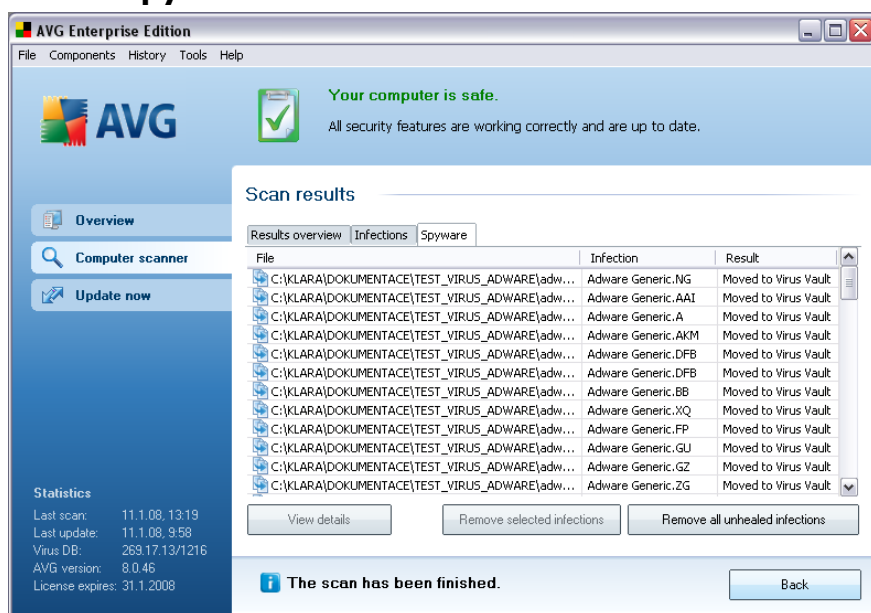 AVG Enterprise Edition
File Components History Tools Help
AVG
Your computer is safe.
All security features are working correctly and are up to date.
Overview
Computer scanner
Update now
Scan results
Results overview Infections Spyware
File Infection Result
C:\KLARA\DOKUMENTACE\TEST_VIRUS_ADWARE\adw... Adware Generic.NG Moved to Virus Vault
C:\KLARA\DOKUMENTACE\TEST_VIRUS_ADWARE\adw... Adware Generic.AAI Moved to Virus Vault
C:\KLARA\DOKUMENTACE\TEST_VIRUS_ADWARE\adw... Adware Generic.A Moved to Virus Vault
C:\KLARA\DOKUMENTACE\TEST_VIRUS_ADWARE\adw... Adware Generic.AKM Moved to Virus Vault
C:\KLARA\DOKUMENTACE\TEST_VIRUS_ADWARE\adw... Adware Generic.DFB Moved to Virus Vault
C:\KLARA\DOKUMENTACE\TEST_VIRUS_ADWARE\adw... Adware Generic.DFB Moved to Virus Vault
C:\KLARA\DOKUMENTACE\TEST_VIRUS_ADWARE\adw... Adware Generic.BB Moved to Virus Vault
C:\KLARA\DOKUMENTACE\TEST_VIRUS_ADWARE\adw... Adware Generic.XQ Moved to Virus Vault
C:\KLARA\DOKUMENTACE\TEST_VIRUS_ADWARE\adw... Adware Generic.FP Moved to Virus Vault
C:\KLARA\DOKUMENTACE\TEST_VIRUS_ADWARE\adw... Adware Generic.GU Moved to Virus Vault
C:\KLARA\DOKUMENTACE\TEST_VIRUS_ADWARE\adw... Adware Generic.GZ Moved to Virus Vault
C:\KLARA\DOKUMENTACE\TEST_VIRUS_ADWARE\adw... Adware Generic.ZG Moved to Virus Vault
View details Remove selected infections Remove all unhealed infections
Statistics
Last scan: 11.1.08, 13:19
Last update: 11.1.08, 9:58
Virus DB: 269.17.13/1216
AVG version: 8.0.46
License expires: 31.1.2008
The scan has been finished.
Back